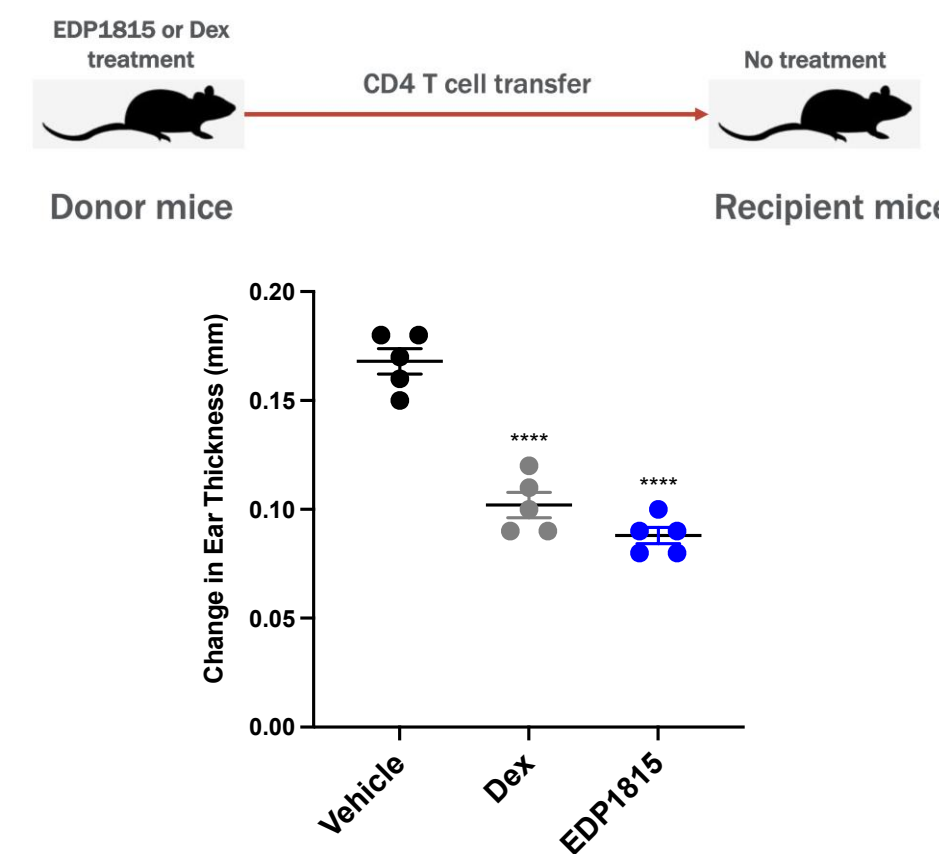 EDP1815 or Dex
treatment
CD4 T cell transfer
No treatment
Donor mice
Recipient mice
Change in Ear Thickness (mm)
0.20
0.15
0.10
0.05
0.00
****
****
Vehicle
Dex
EDP1815